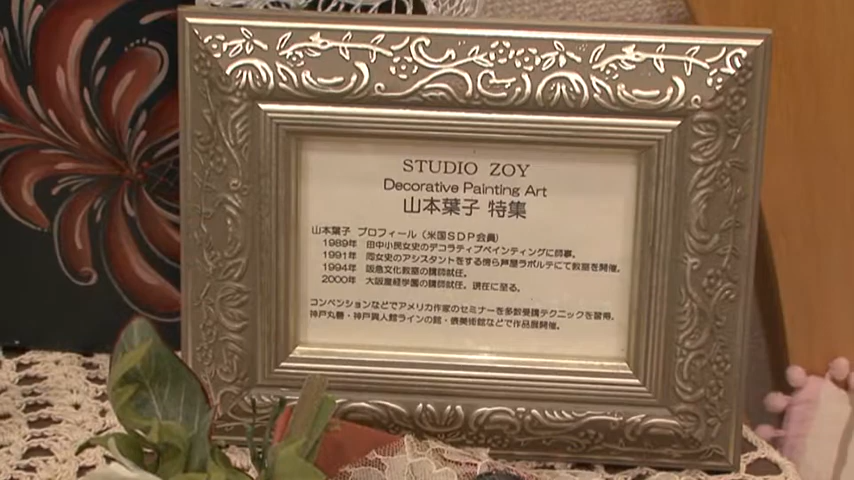 STUDIO ZOY
Decorative Painting Art
山本葉子 特集
山本葉子 プロフィール（米国SDP会員）
1989年 田中小民女史のデコラティブペインティングに師事。
1991年 同女史のアシスタントをする傍ら芦屋ラポルテにて教室を開催。
1994年 阪急文化教室の講師就任。
2000年 大阪産経学園の講師就任。現在に至る。
コンベンションなどでアメリカ作家のセミナーを多数受講テクニックを習得。
神戸丸善・神戸異人館ラインの館・俵美術館などで作品展開催。